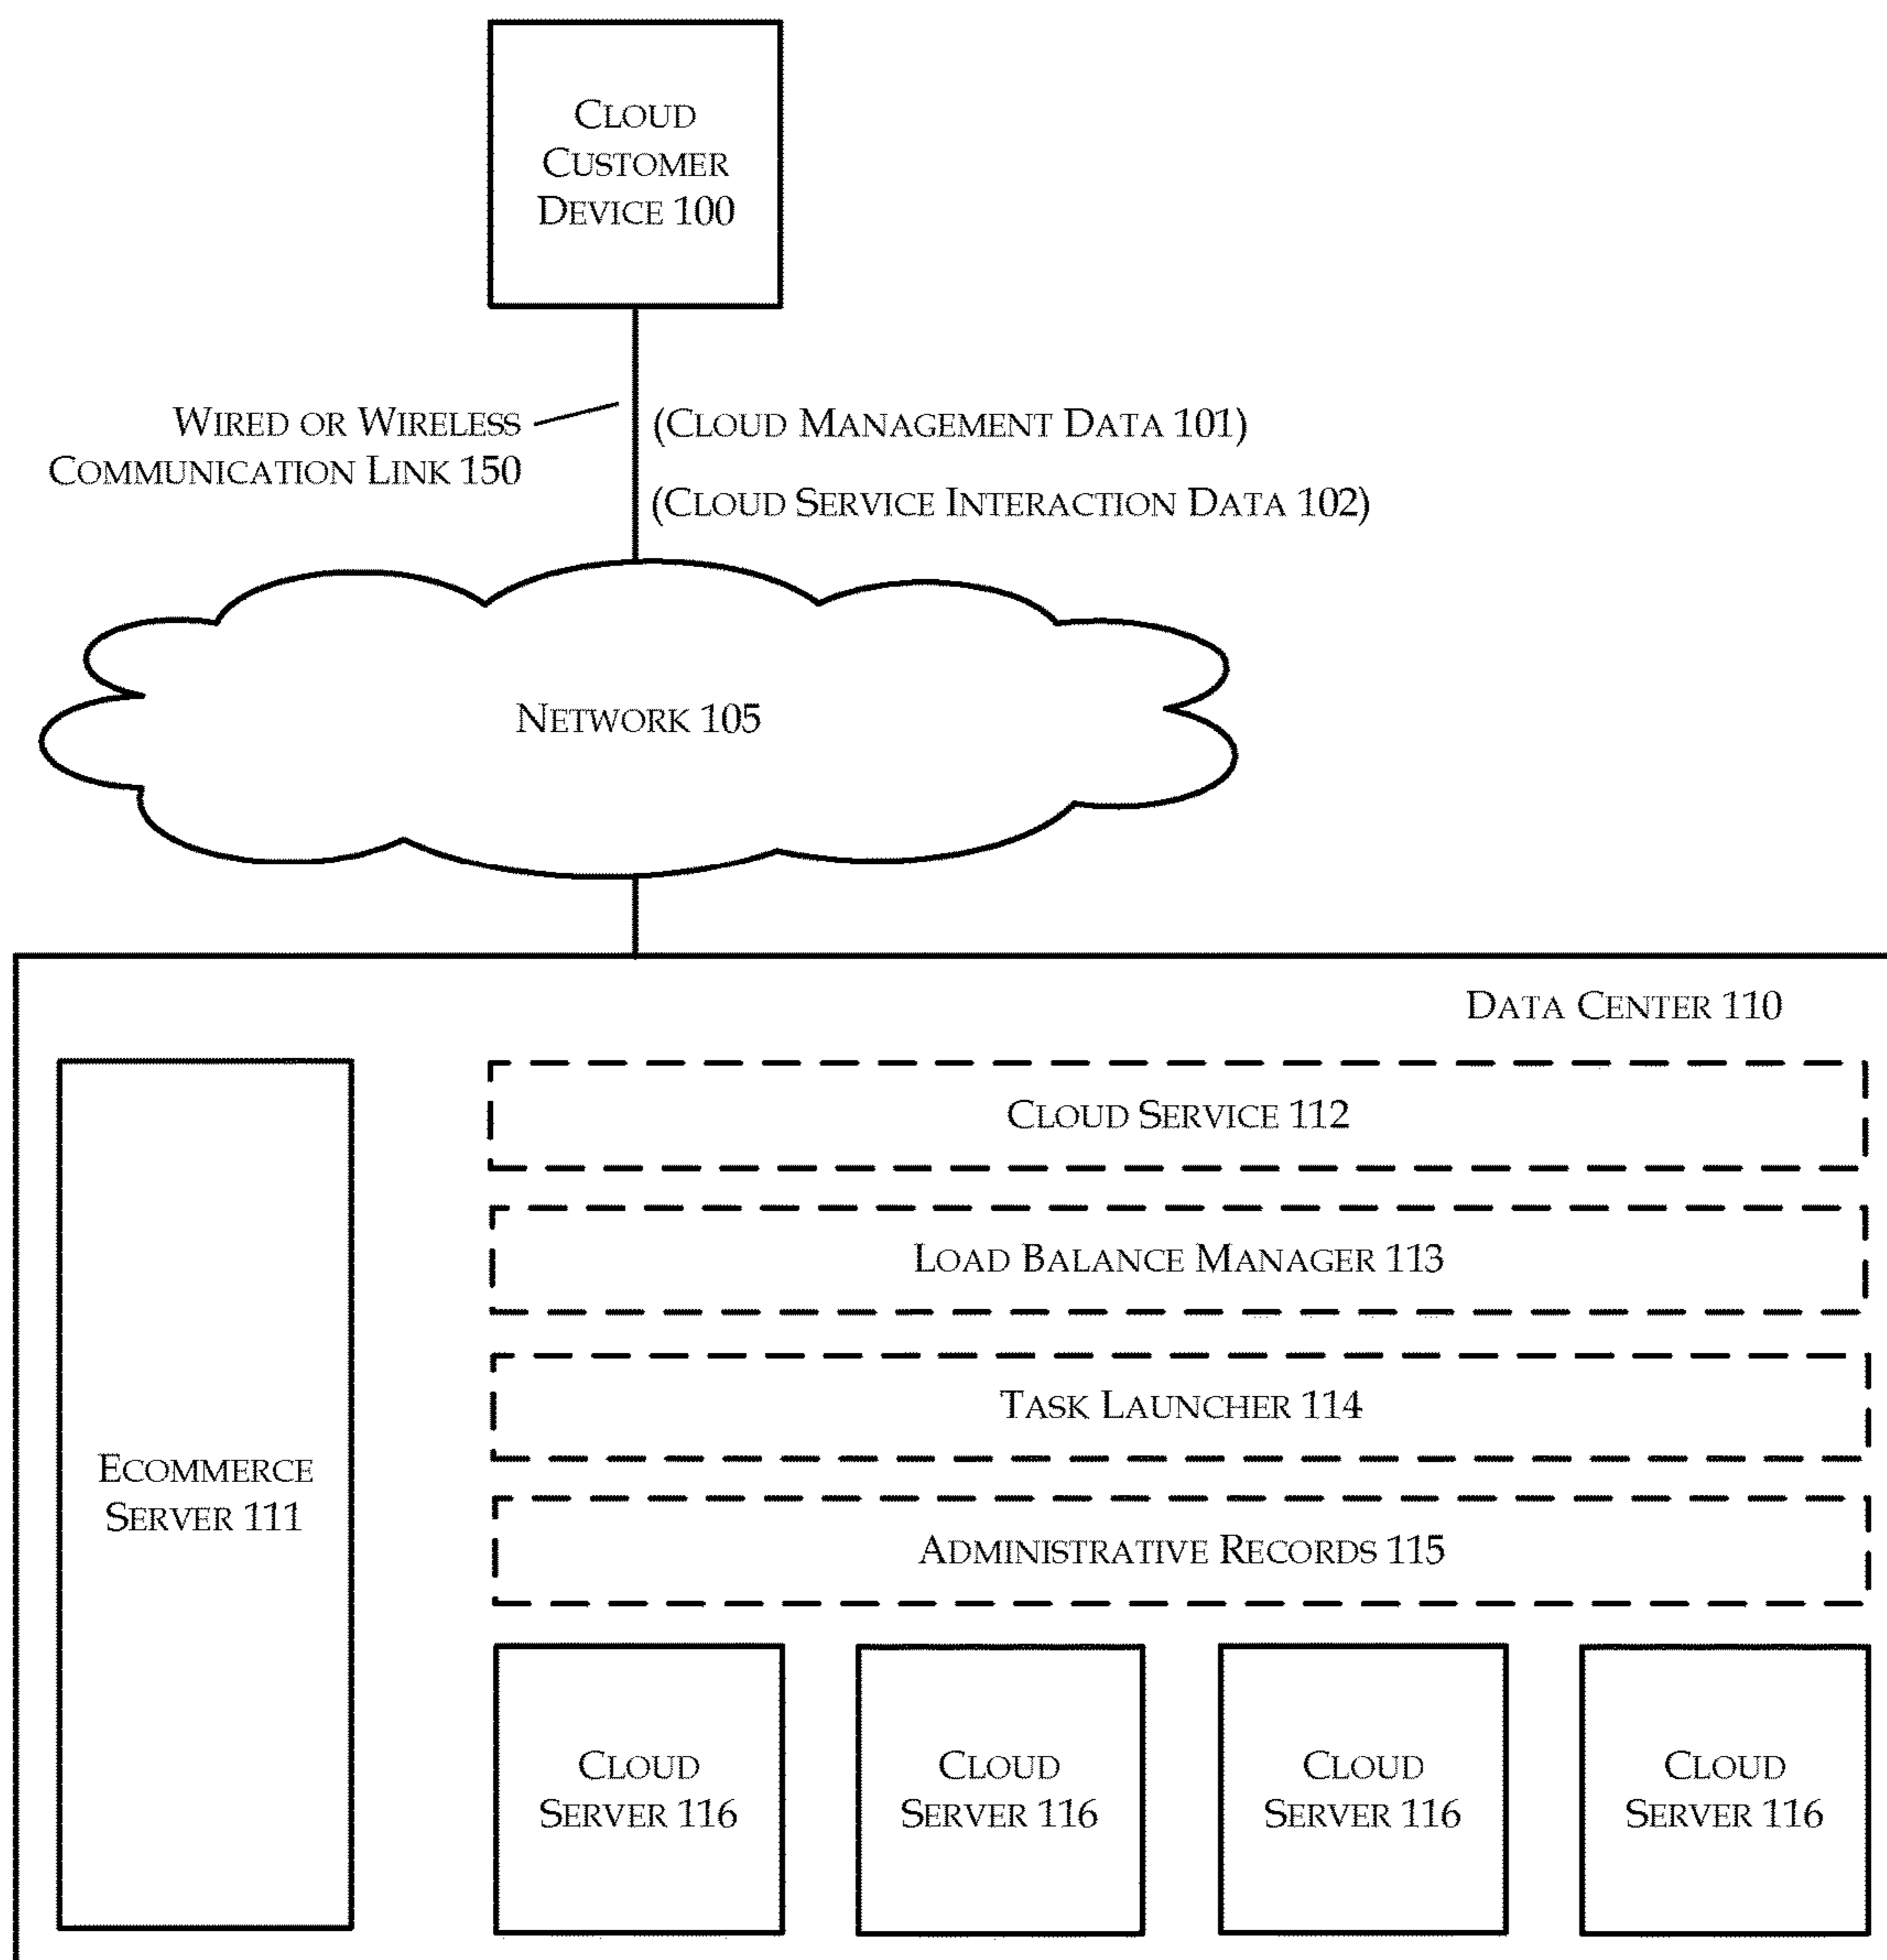 CLOUD
CUSTOMER
DEVICE 100
WIRED OR WIRELESS
COMMUNICATION LINK 150
(CLOUD MANAGEMENT DATA 101)
(CLOUD SERVICE INTERACTION DATA 102)
NETWORK 105
DATA CENTER 110
ECOMMERCE
SERVER 111
CLOUD SERVICE 112
LOAD BALANCE MANAGER 113
TASK LAUNCHER 114
ADMINISTRATIVE RECORDS 115
CLOUD
SERVER 116
CLOUD
SERVER 116
CLOUD
SERVER 116
CLOUD
SERVER 116